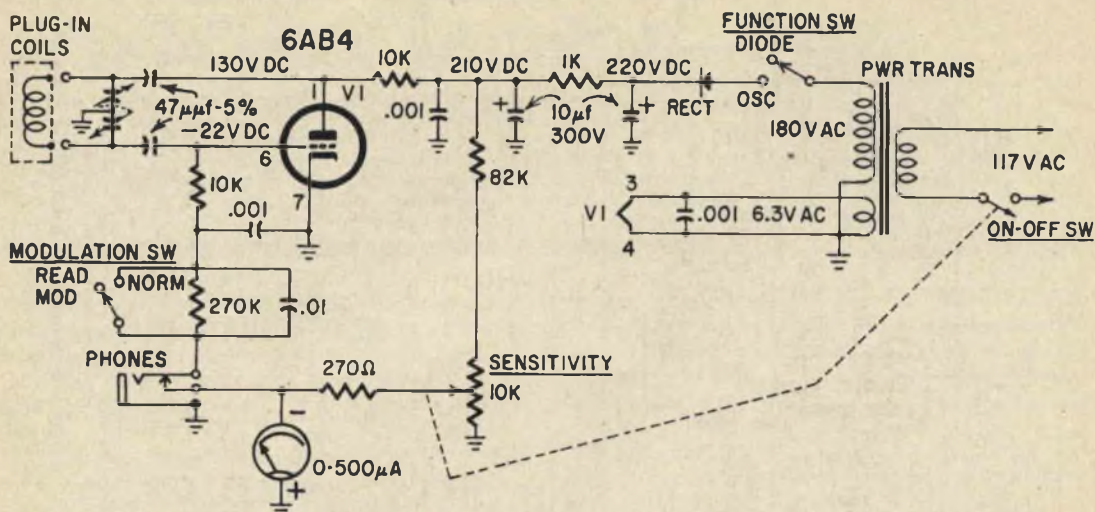 PLUG-IN
COILS
6AB4
130V DC
1
V1
10K
210V DC
1K
220V DC
FUNCTION SW
DIODE
OSC
PWR TRANS
47μμf-5%
-22V DC
6
.001
+
10μf
300V
+
RECT
180V AC
117V AC
10K
7
.001
82K
3
V1
4
.001
6.3V AC
ON-OFF SW
MODULATION SW
READ
MOD
NORM
270K
.01
PHONES
270Ω
SENSITIVITY
10K
-
0-500μA
+